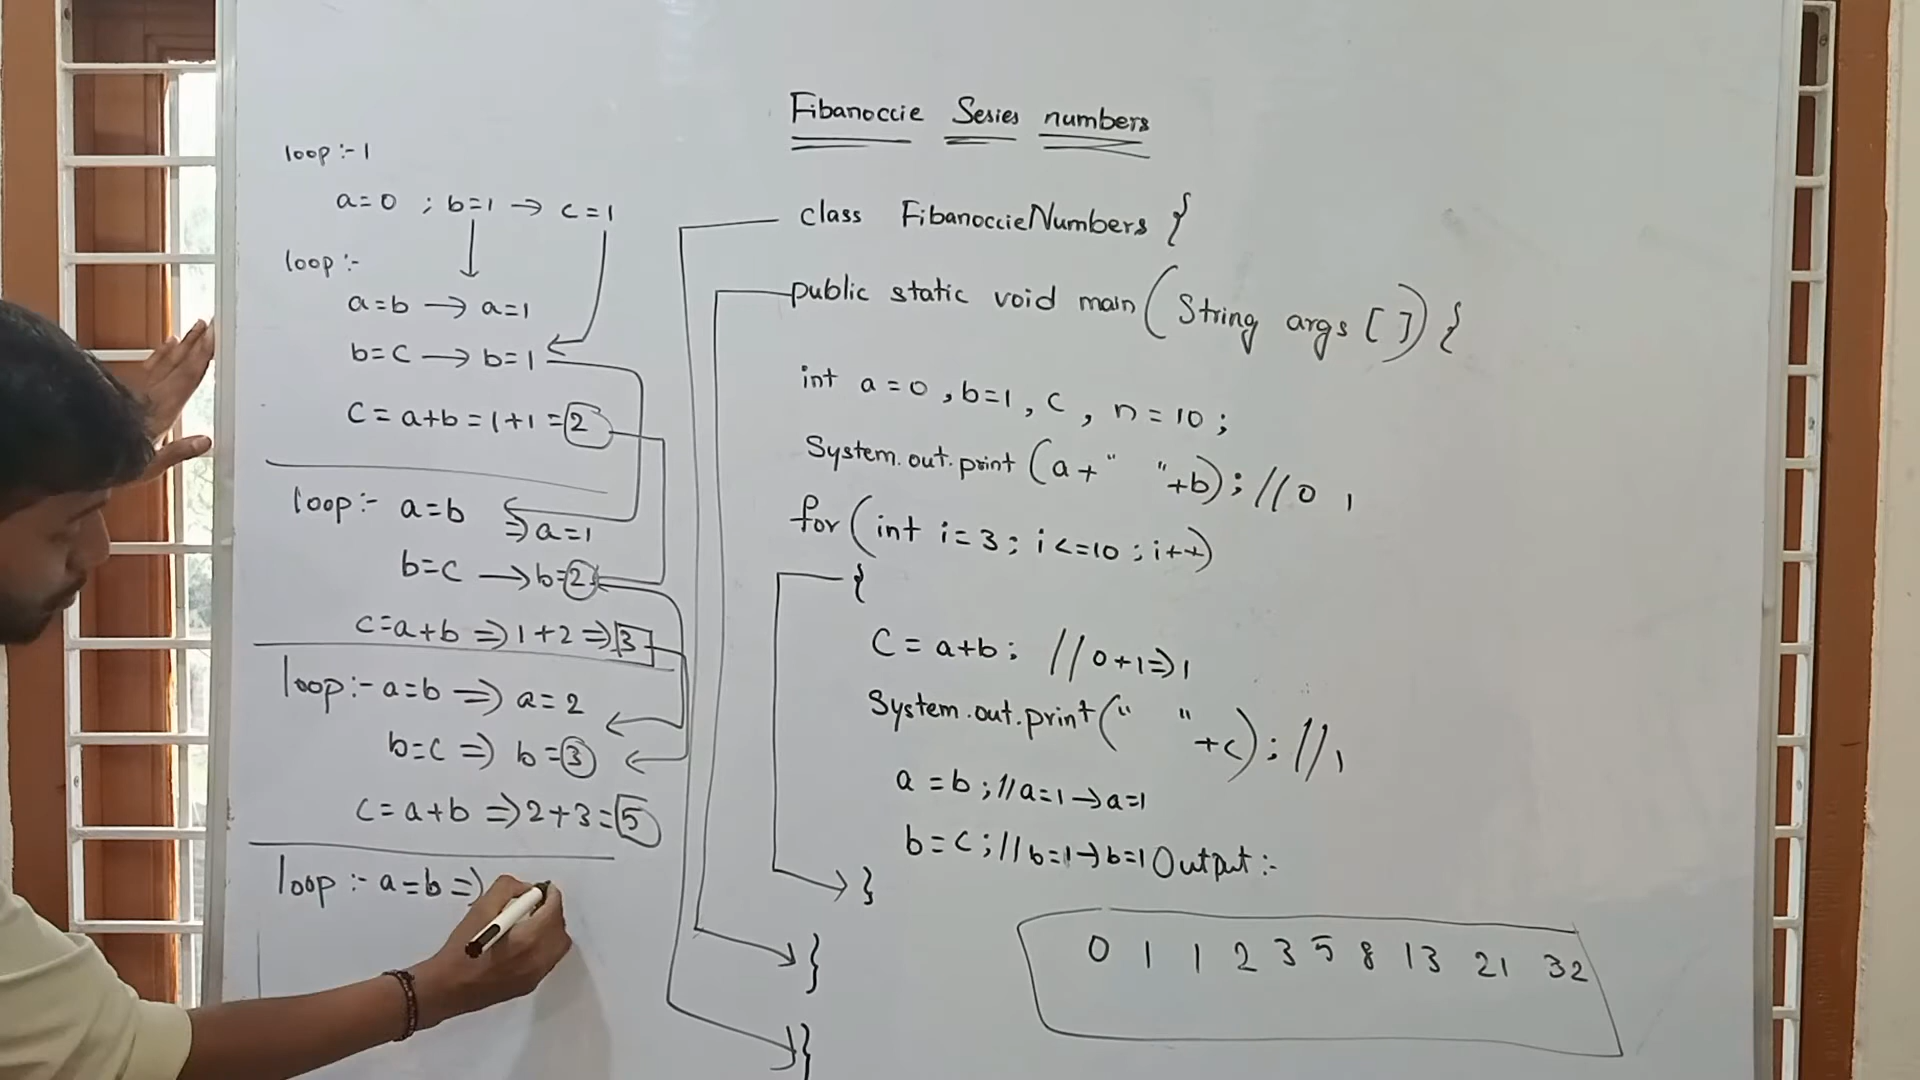 Fibanoccie Series numbers
loop :- 1
a=0 ; b=1 → c=1
loop :-
a=b → a=1
b=c → b=1
c = a+b = 1+1 = 2
loop :- a=b ⇒ a=1
b=c → b=2
c=a+b ⇒ 1+2 ⇒ 3
loop :- a=b ⇒ a=2
b=c ⇒ b=3
c=a+b ⇒ 2+3=5
loop :- a=b ⇒
class FibanoccieNumbers {
public static void main (String args []) {
int a=0, b=1, c, n=10;
System.out.print (a+" "+b); //0 1
for (int i=3; i<=10; i++)
{
c = a+b; //0+1⇒1
System.out.print (" "+c); //1
a = b; //a=1→a=1
b = c; //b=1→b=1
}
}
}
Output :-
0 1 1 2 3 5 8 13 21 32